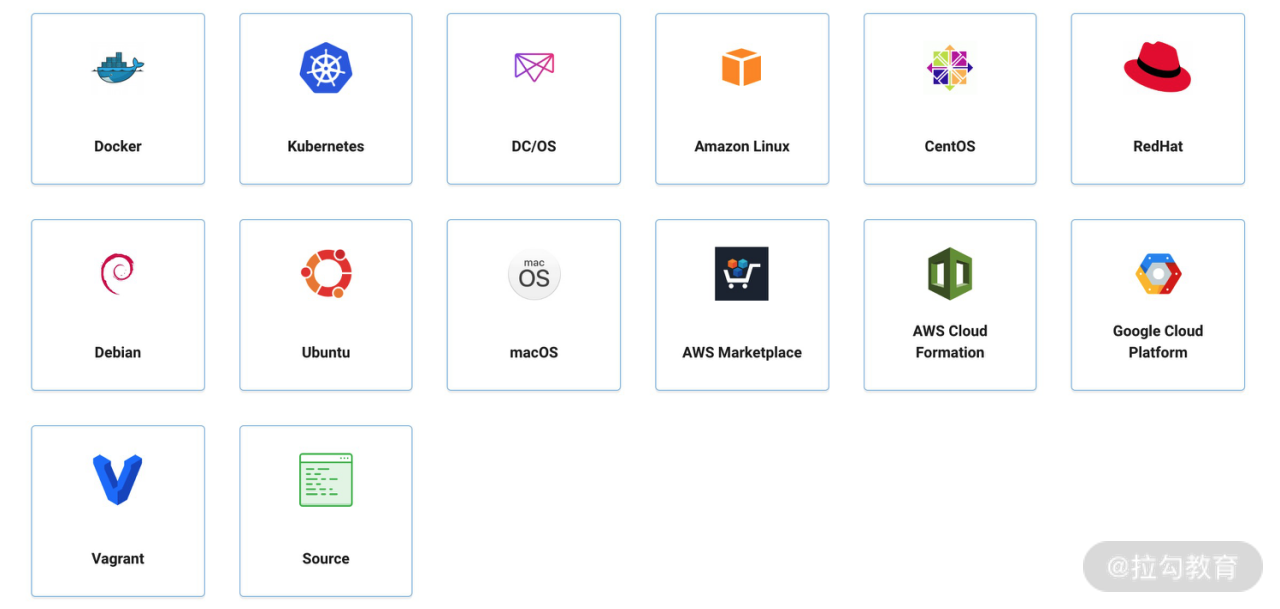 Docker
Kubernetes
DC/OS
Amazon Linux
CentOS
RedHat
Debian
Ubuntu
mac
OS
macOS
AWS Marketplace
AWS Cloud
Formation
Google Cloud
Platform
Vagrant
Source
@拉勾教育